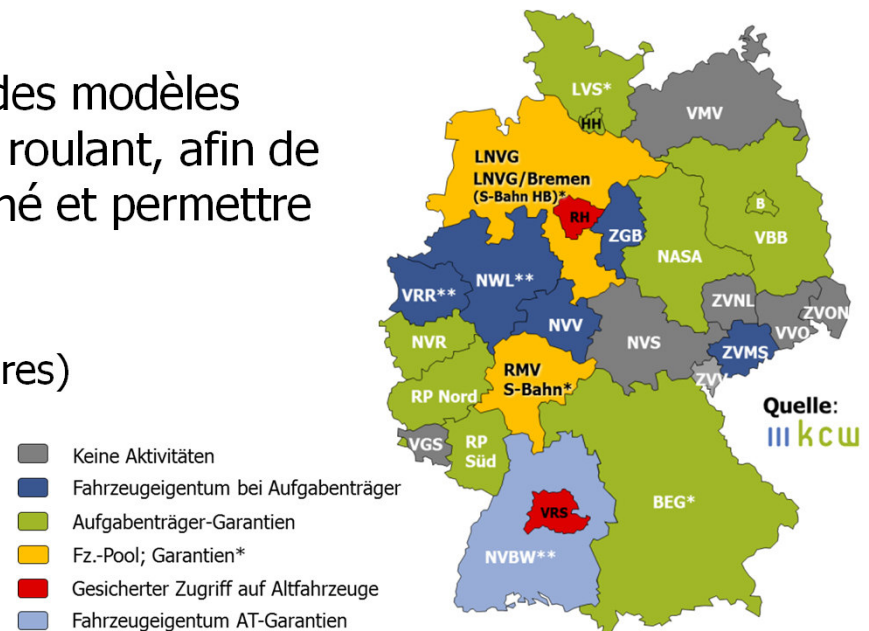 des modèles
roulant, afin de
né et permettre
res)
Keine Aktivitäten
Fahrzeugeigentum bei Aufgabenträger
Aufgabenträger-Garantien
Fz.-Pool; Garantien*
Gesicherter Zugriff auf Altfahrzeuge
Fahrzeugeigentum AT-Garantien
LVS*
HH
VMV
LNVG
LNVG/Bremen
(S-Bahn HB)*
RH
ZGB
B
VBB
NASA
NWL**
VRR**
NVV
NVR
NVS
ZVNL
VVO
ZVON
ZVMS
ZVV
RMV
S-Bahn*
RP Nord
VGS
RP
Süd
VRS
NVBW**
BEG*
Quelle:
kcw